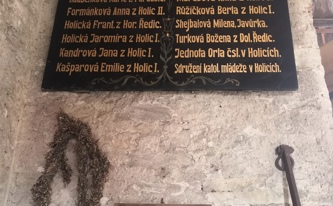 Formánková Anna z Holic II.
Holická Frant. z Hor. Ředic.
Holická Jaromíra z Holic I.
Kandrová Jana z Holic I.
Kašparová Emilie z Holic I.
Růžičková Berta z Holic I.
Shejbalová Milena, Javůrka.
Turková Božena z Dol. Ředic.
Jednota Orla čsl. v Holicích.
Sdružení katol. mládeže v Holicích.